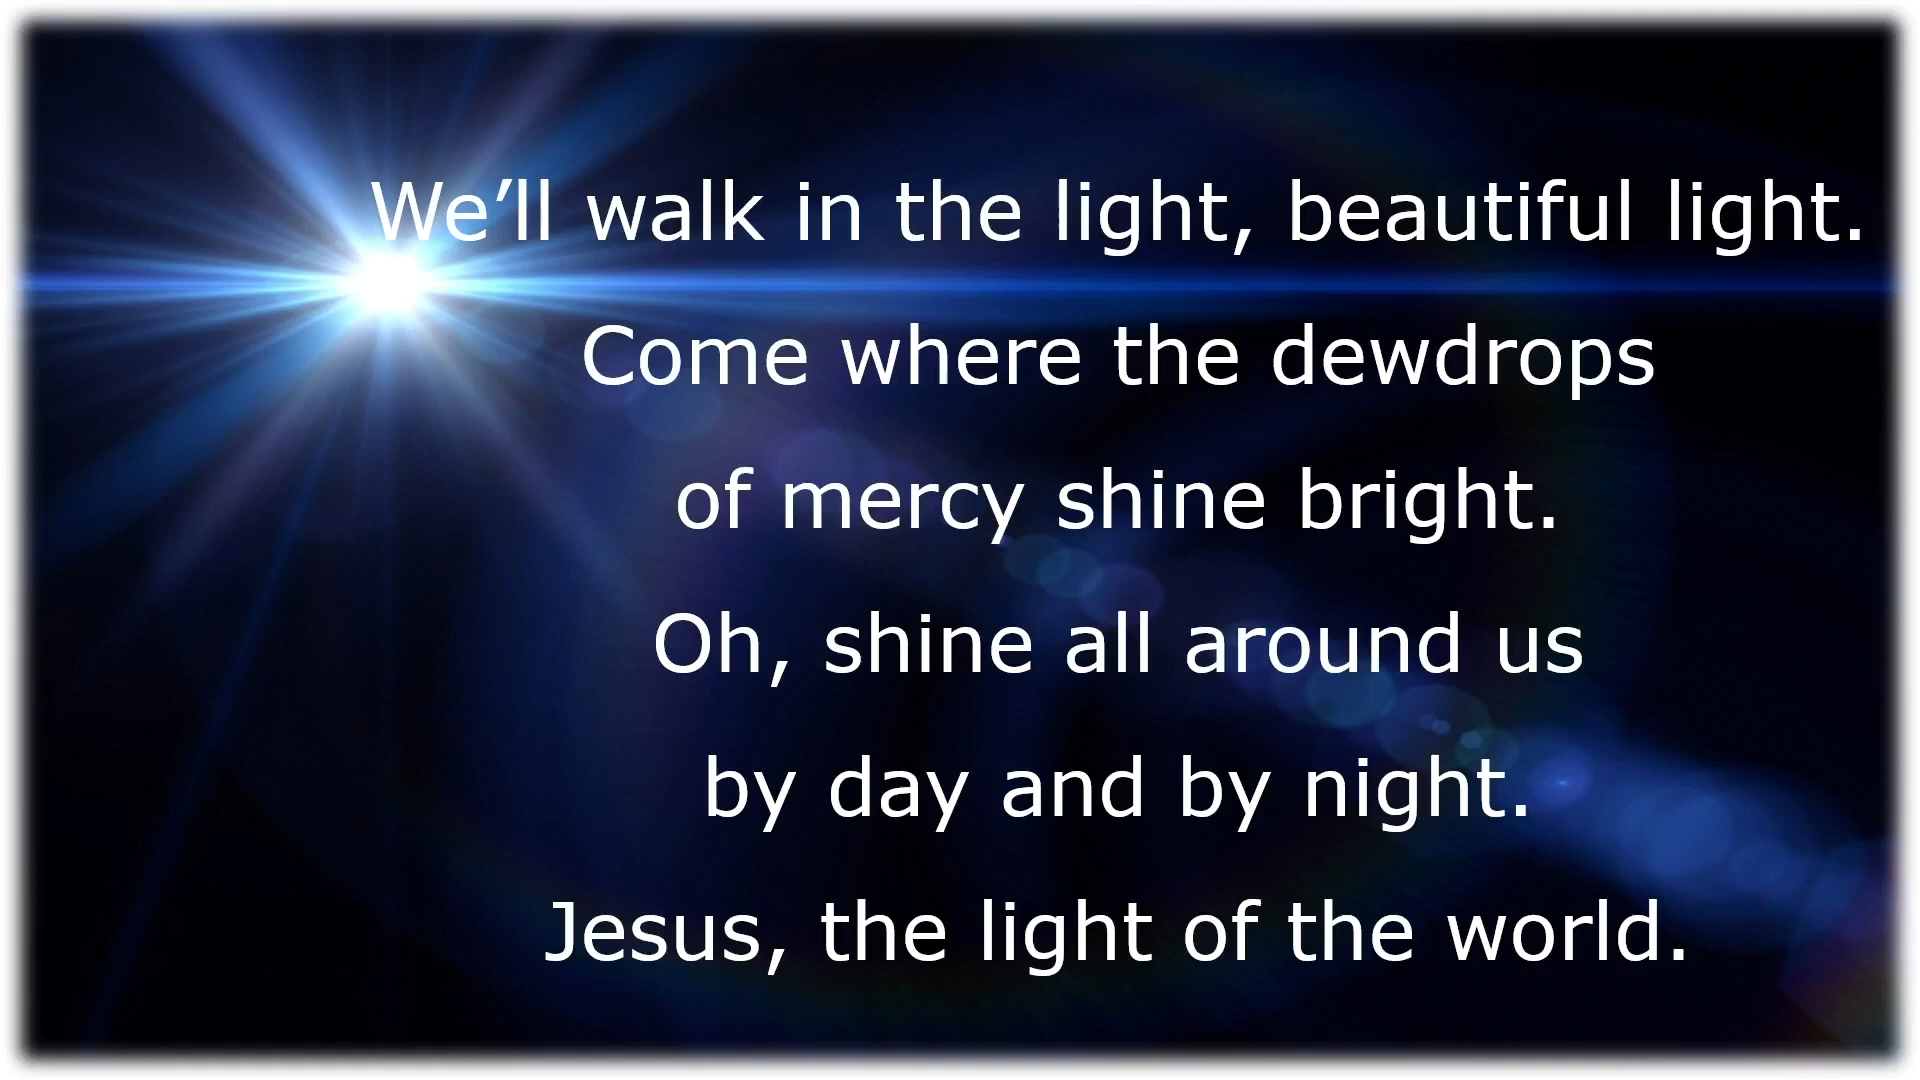 We’ll walk in the light, beautiful light.
Come where the dewdrops
of mercy shine bright.
Oh, shine all around us
by day and by night.
Jesus, the light of the world.